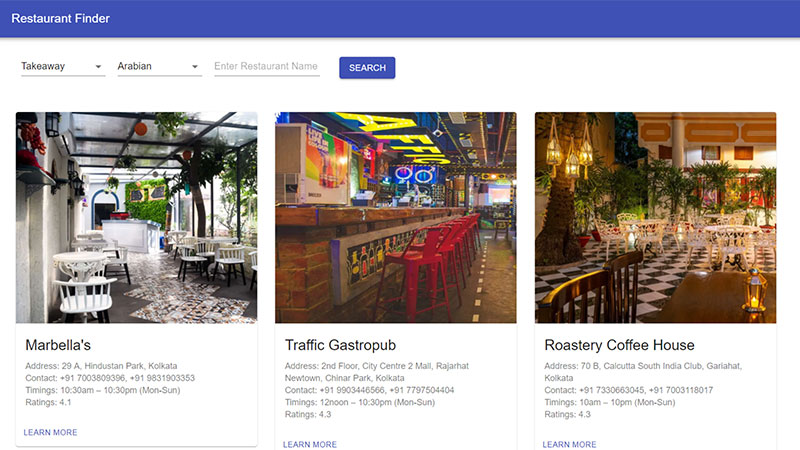 Restaurant Finder
Takeaway
Arabian
Enter Restaurant Name
SEARCH
Marbella's
Address: 29 A, Hindustan Park, Kolkata
Contact: +91 7003809396, +91 9831903353
Timings: 10:30am – 10:30pm (Mon-Sun)
Ratings: 4.1
LEARN MORE
Traffic Gastropub
Address: 2nd Floor, City Centre 2 Mall, Rajarhat
Newtown, Chinar Park, Kolkata
Contact: +91 9903446566, +91 7797504404
Timings: 12noon – 10:30pm (Mon-Sun)
Ratings: 4.3
LEARN MORE
Roastery Coffee House
Address: 70 B, Calcutta South India Club, Gariahat,
Kolkata
Contact: +91 7330663045, +91 7003118017
Timings: 10am – 10pm (Mon-Sun)
Ratings: 4.3
LEARN MORE